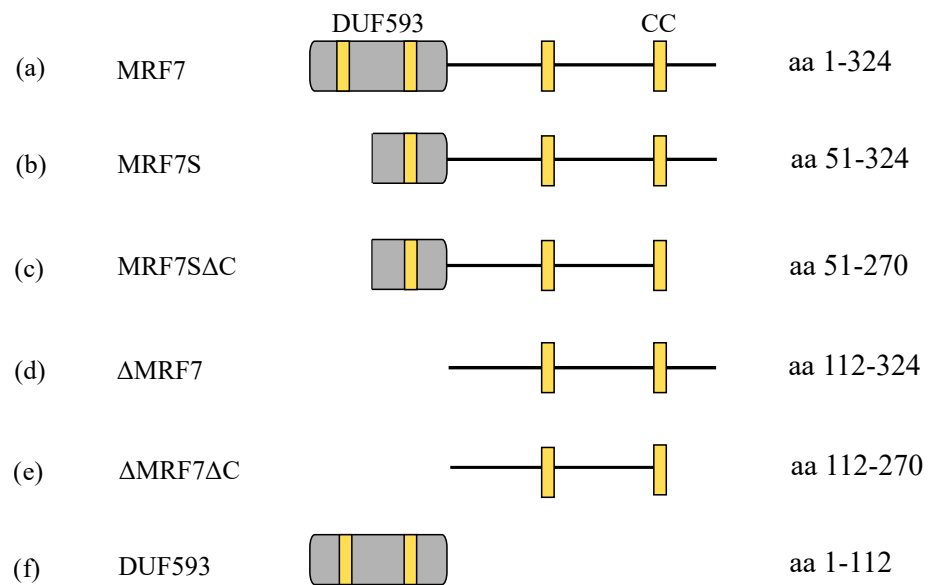 DUF593 CC
(a) MRF7 aa 1-324
(b) MRF7S aa 51-324
(c) MRF7SΔC aa 51-270
(d) ΔMRF7 aa 112-324
(e) ΔMRF7ΔC aa 112-270
(f) DUF593 aa 1-112